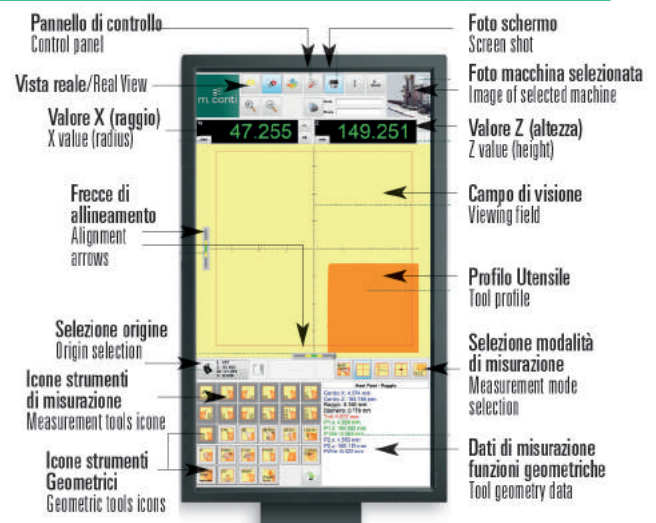 Pannello di controllo
Control panel
Foto schermo
Screen shot
Vista reale/Real View
Foto macchina selezionata
Image of selected machine
m. conti
Valore X (raggio)
X value (radius)
47.255
149.251
Valore Z (altezza)
Z value (height)
Frecce di
allineamento
Alignment
arrows
Campo di visione
Viewing field
Profilo Utensile
Tool profile
Selezione origine
Origin selection
Selezione modalità
di misurazione
Measurement mode
selection
Icone strumenti
di misurazione
Measurement tools icone
Icone strumenti
Geometrici
Geometric tools icons
Dati di misurazione
funzioni geometriche
Tool geometry data